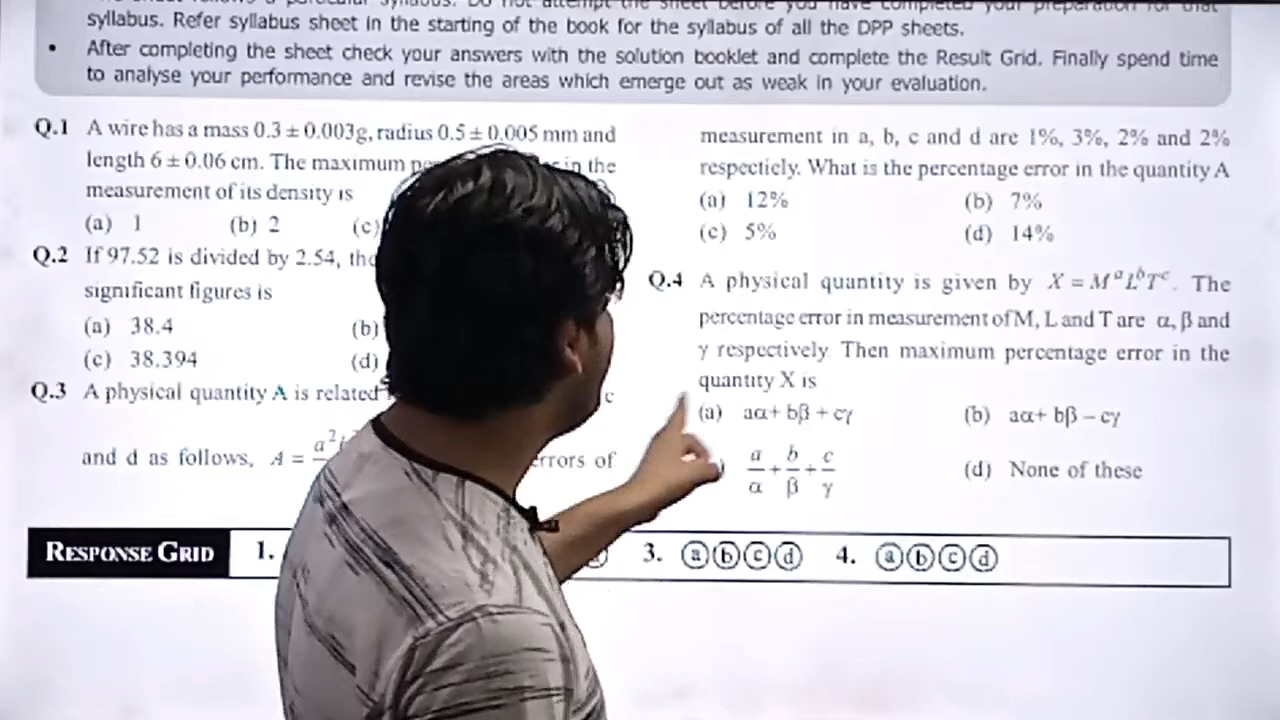 syllabus. Refer syllabus sheet in the starting of the book for the syllabus of all the DPP sheets.
• After completing the sheet check your answers with the solution booklet and complete the Result Grid. Finally spend time
to analyse your performance and revise the areas which emerge out as weak in your evaluation.
Q.1 A wire has a mass 0.3 ± 0.003g, radius 0.5 ± 0.005 mm and
length 6 ± 0.06 cm. The maximum in the
measurement of its density is
(a) 1 (b) 2 (c)
Q.2 If 97.52 is divided by 2.54, the
significant figures is
(a) 38.4 (b)
(c) 38.394 (d)
Q.3 A physical quantity A is related c
and d as follows, A = a² errors of
measurement in a, b, c and d are 1%, 3%, 2% and 2%
respectiely. What is the percentage error in the quantity A
(a) 12% (b) 7%
(c) 5% (d) 14%
Q.4 A physical quantity is given by X = MᵃLᵇTᶜ. The
percentage error in measurement of M, L and T are α, β and
γ respectively. Then maximum percentage error in the
quantity X is
(a) aα + bβ + cγ (b) aα + bβ − cγ
a/α + b/β + c/γ (d) None of these
RESPONSE GRID 1. 3. ⓐⓑⓒⓓ 4. ⓐⓑⓒⓓ